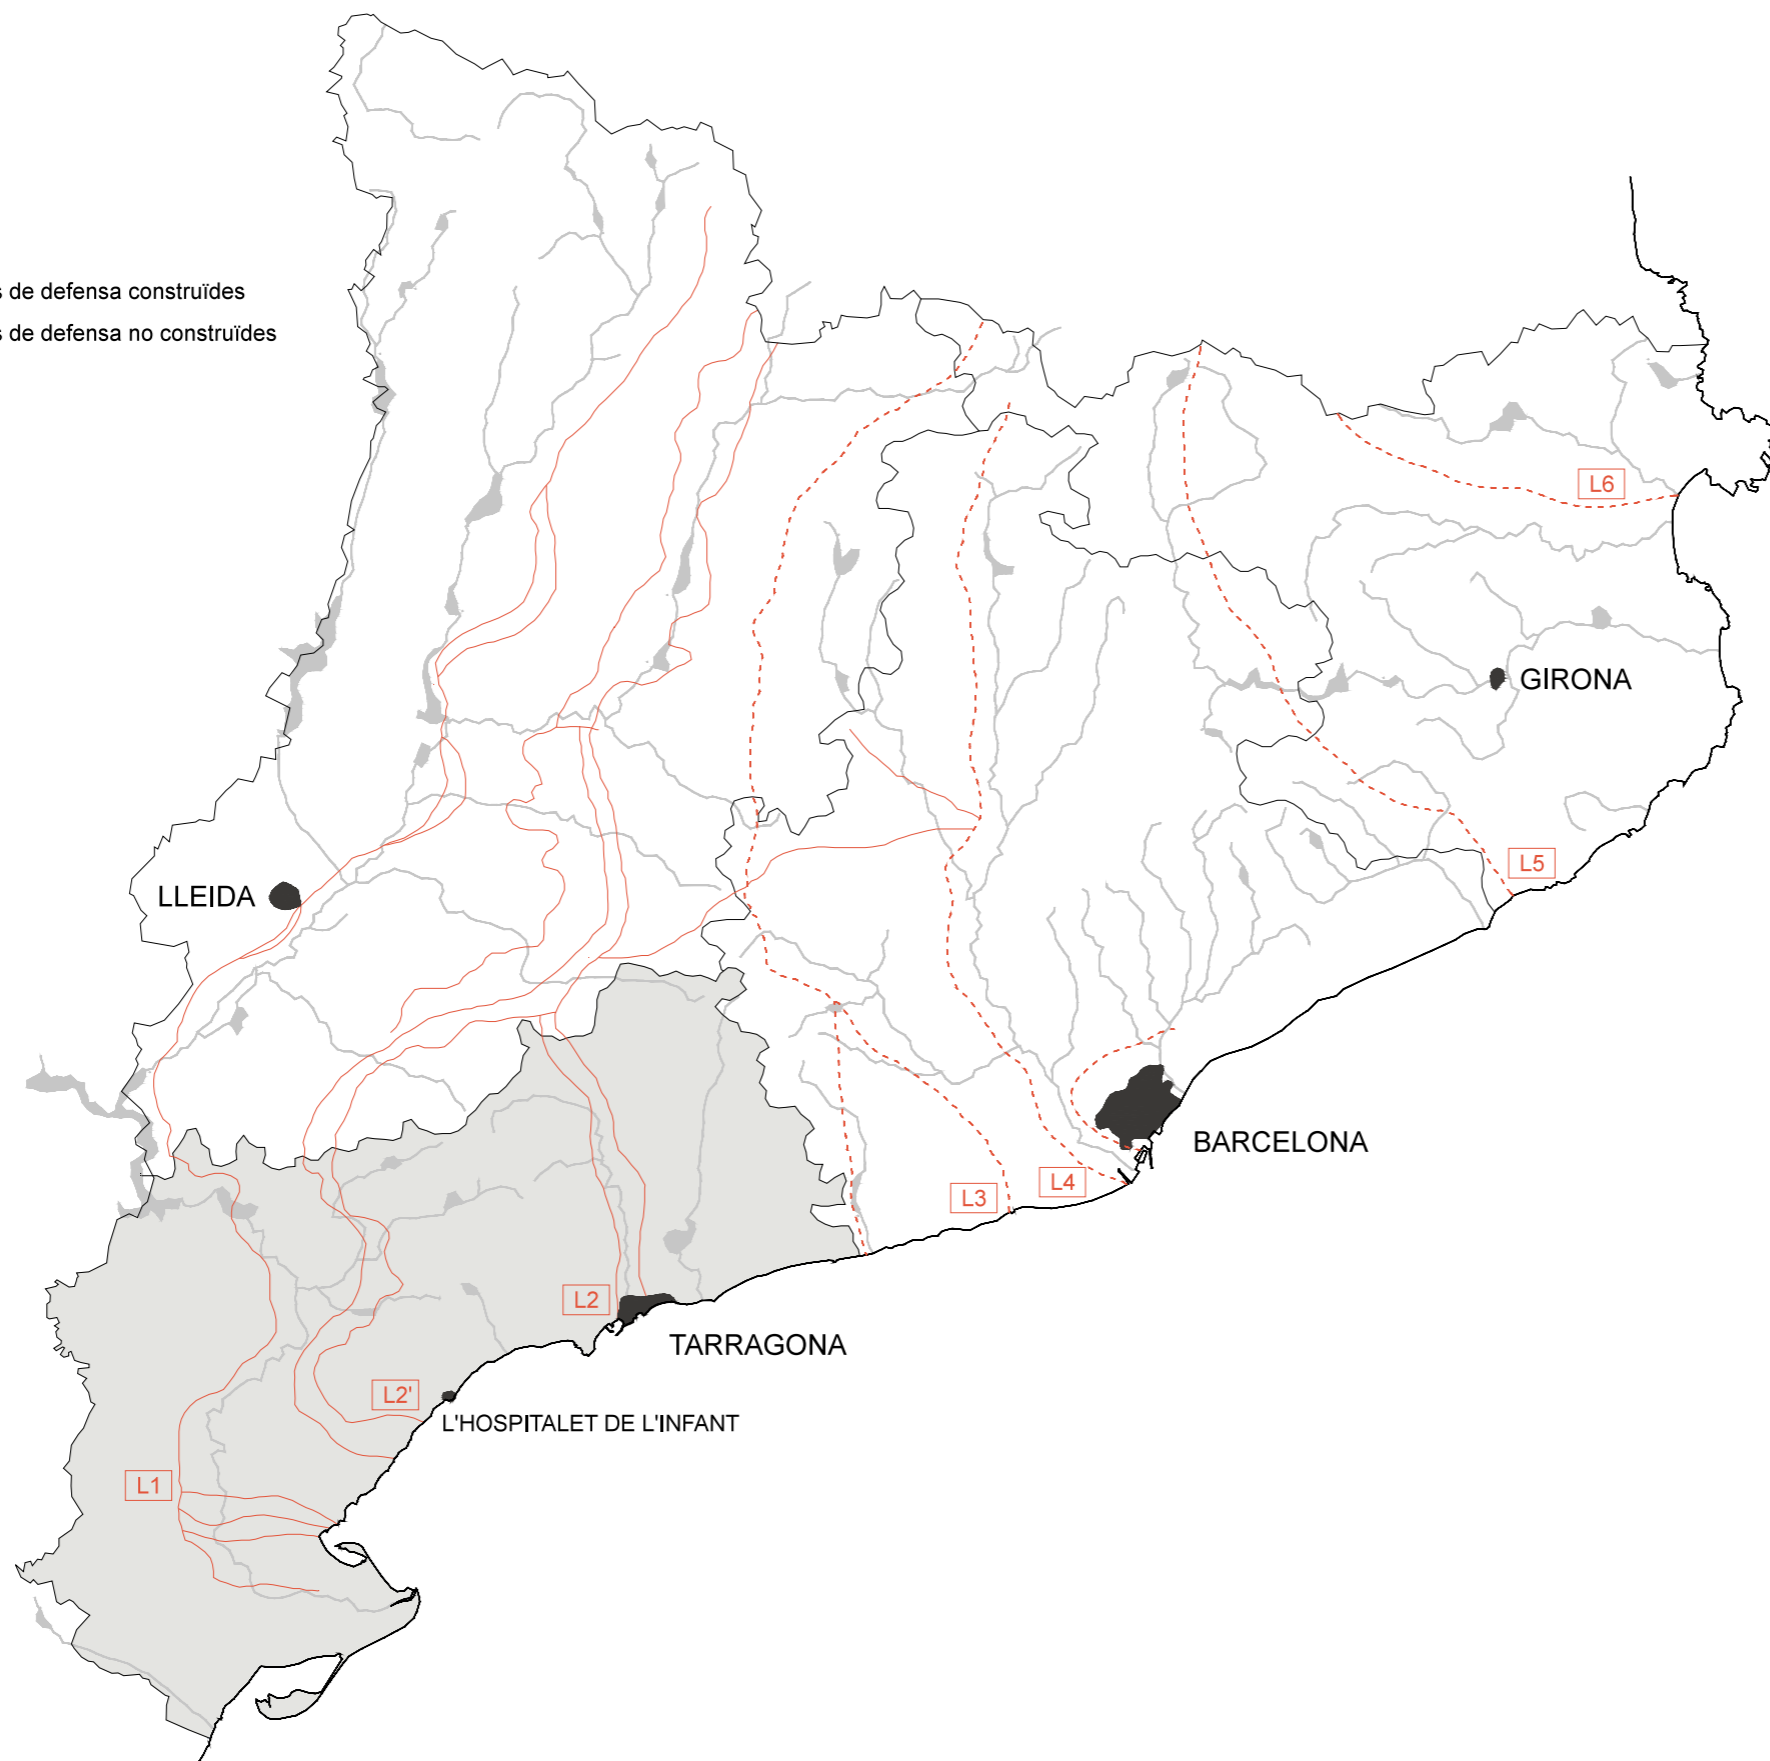 de defensa construïdes
de defensa no construïdes
L6
GIRONA
L5
LLEIDA
BARCELONA
L4
L3
L2
TARRAGONA
L2'
L'HOSPITALET DE L'INFANT
L1